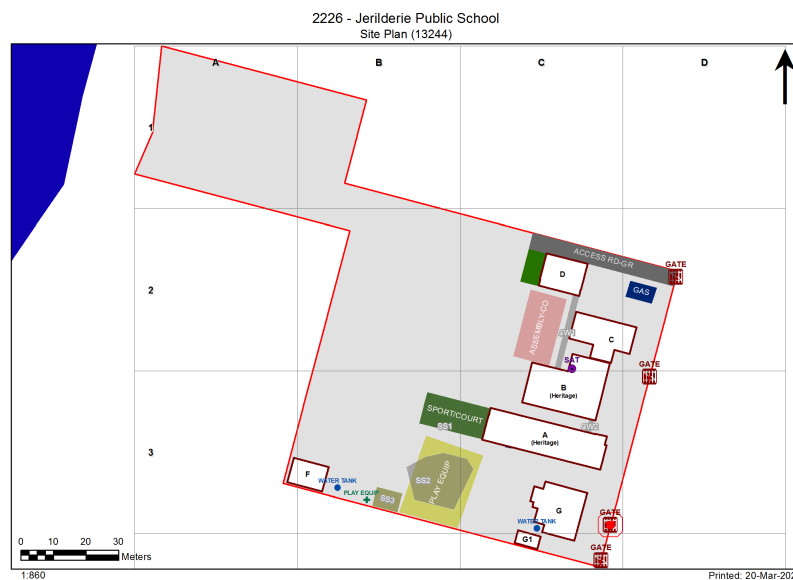 2226 - Jerilderie Public School
Site Plan (13244)
A
B
C
D
1
ACCESS RD-GR
GATE
D
2
GAS
ASSEMBLY-CO
GW1
C
SAT
GATE
B
(Heritage)
SPORT/COURT
SS1
GW2
A
(Heritage)
3
F
WATER TANK
PLAY EQUIP
SS2
PLAY EQUIP
SS3
G
GATE
WATER TANK
G1
GATE
0 10 20 30
Meters
1:860
Printed: 20-Mar-202